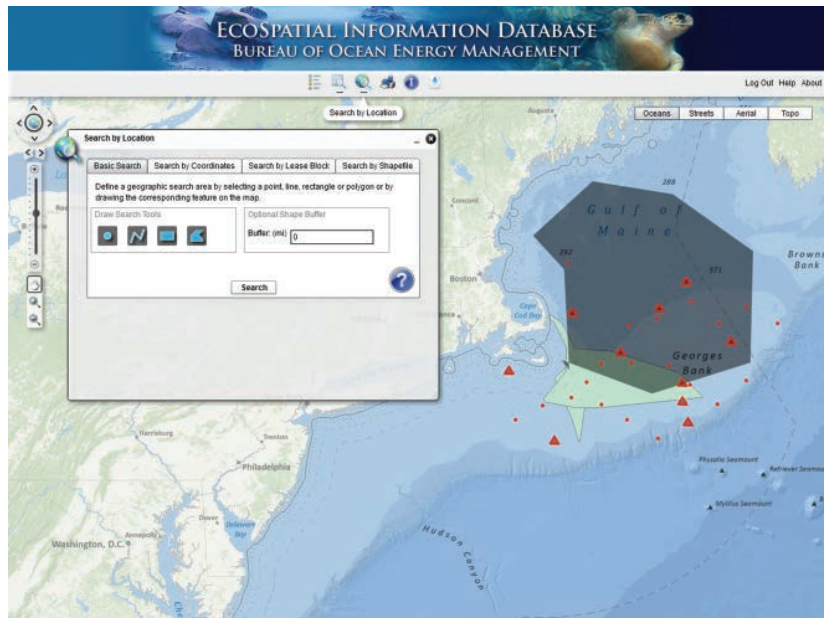 ECOSPATIAL INFORMATION DATABASE
BUREAU OF OCEAN ENERGY MANAGEMENT
Log Out Help About
Search by Location
Augusta
Oceans Streets Aerial Topo
Search by Location
Basic Search Search by Coordinates Search by Lease Block Search by Shapefile
Define a geographic search area by selecting a point, line, rectangle or polygon or by
drawing the corresponding feature on the map.
Draw Search Tools
Optional Shape Buffer
Buffer: (mi) 0
Search
Concord
Boston
Cape
Cod Bay
Gulf of
Maine
Browns
Bank
Georges
Bank
Harrisburg
Trenton
Philadelphia
Dover
Delaware
Bay
Annapolis
Washington, D.C.
Hudson Canyon
Physalia Seamount
Retriever Seamou
Mytilus Seamount